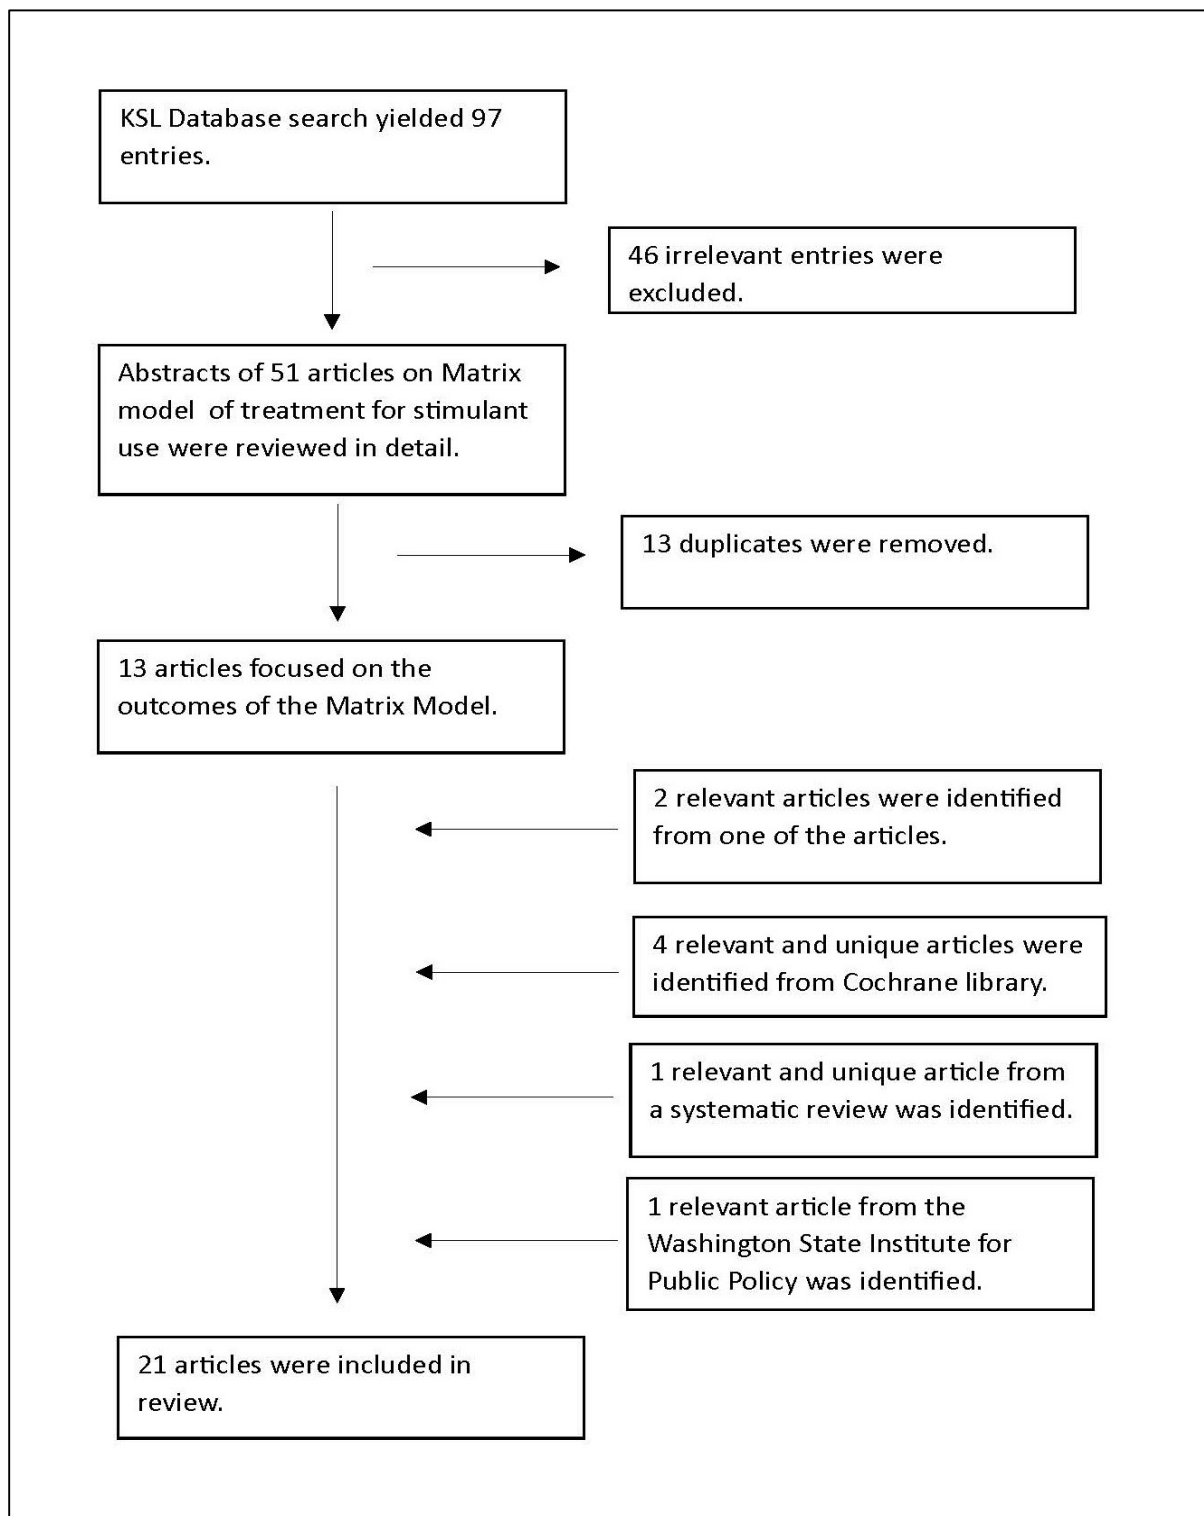 KSL Database search yielded 97
entries.
46 irrelevant entries were
excluded.
Abstracts of 51 articles on Matrix
model of treatment for stimulant
use were reviewed in detail.
13 duplicates were removed.
13 articles focused on the
outcomes of the Matrix Model.
2 relevant articles were identified
from one of the articles.
4 relevant and unique articles were
identified from Cochrane library.
1 relevant and unique article from
a systematic review was identified.
1 relevant article from the
Washington State Institute for
Public Policy was identified.
21 articles were included in
review.